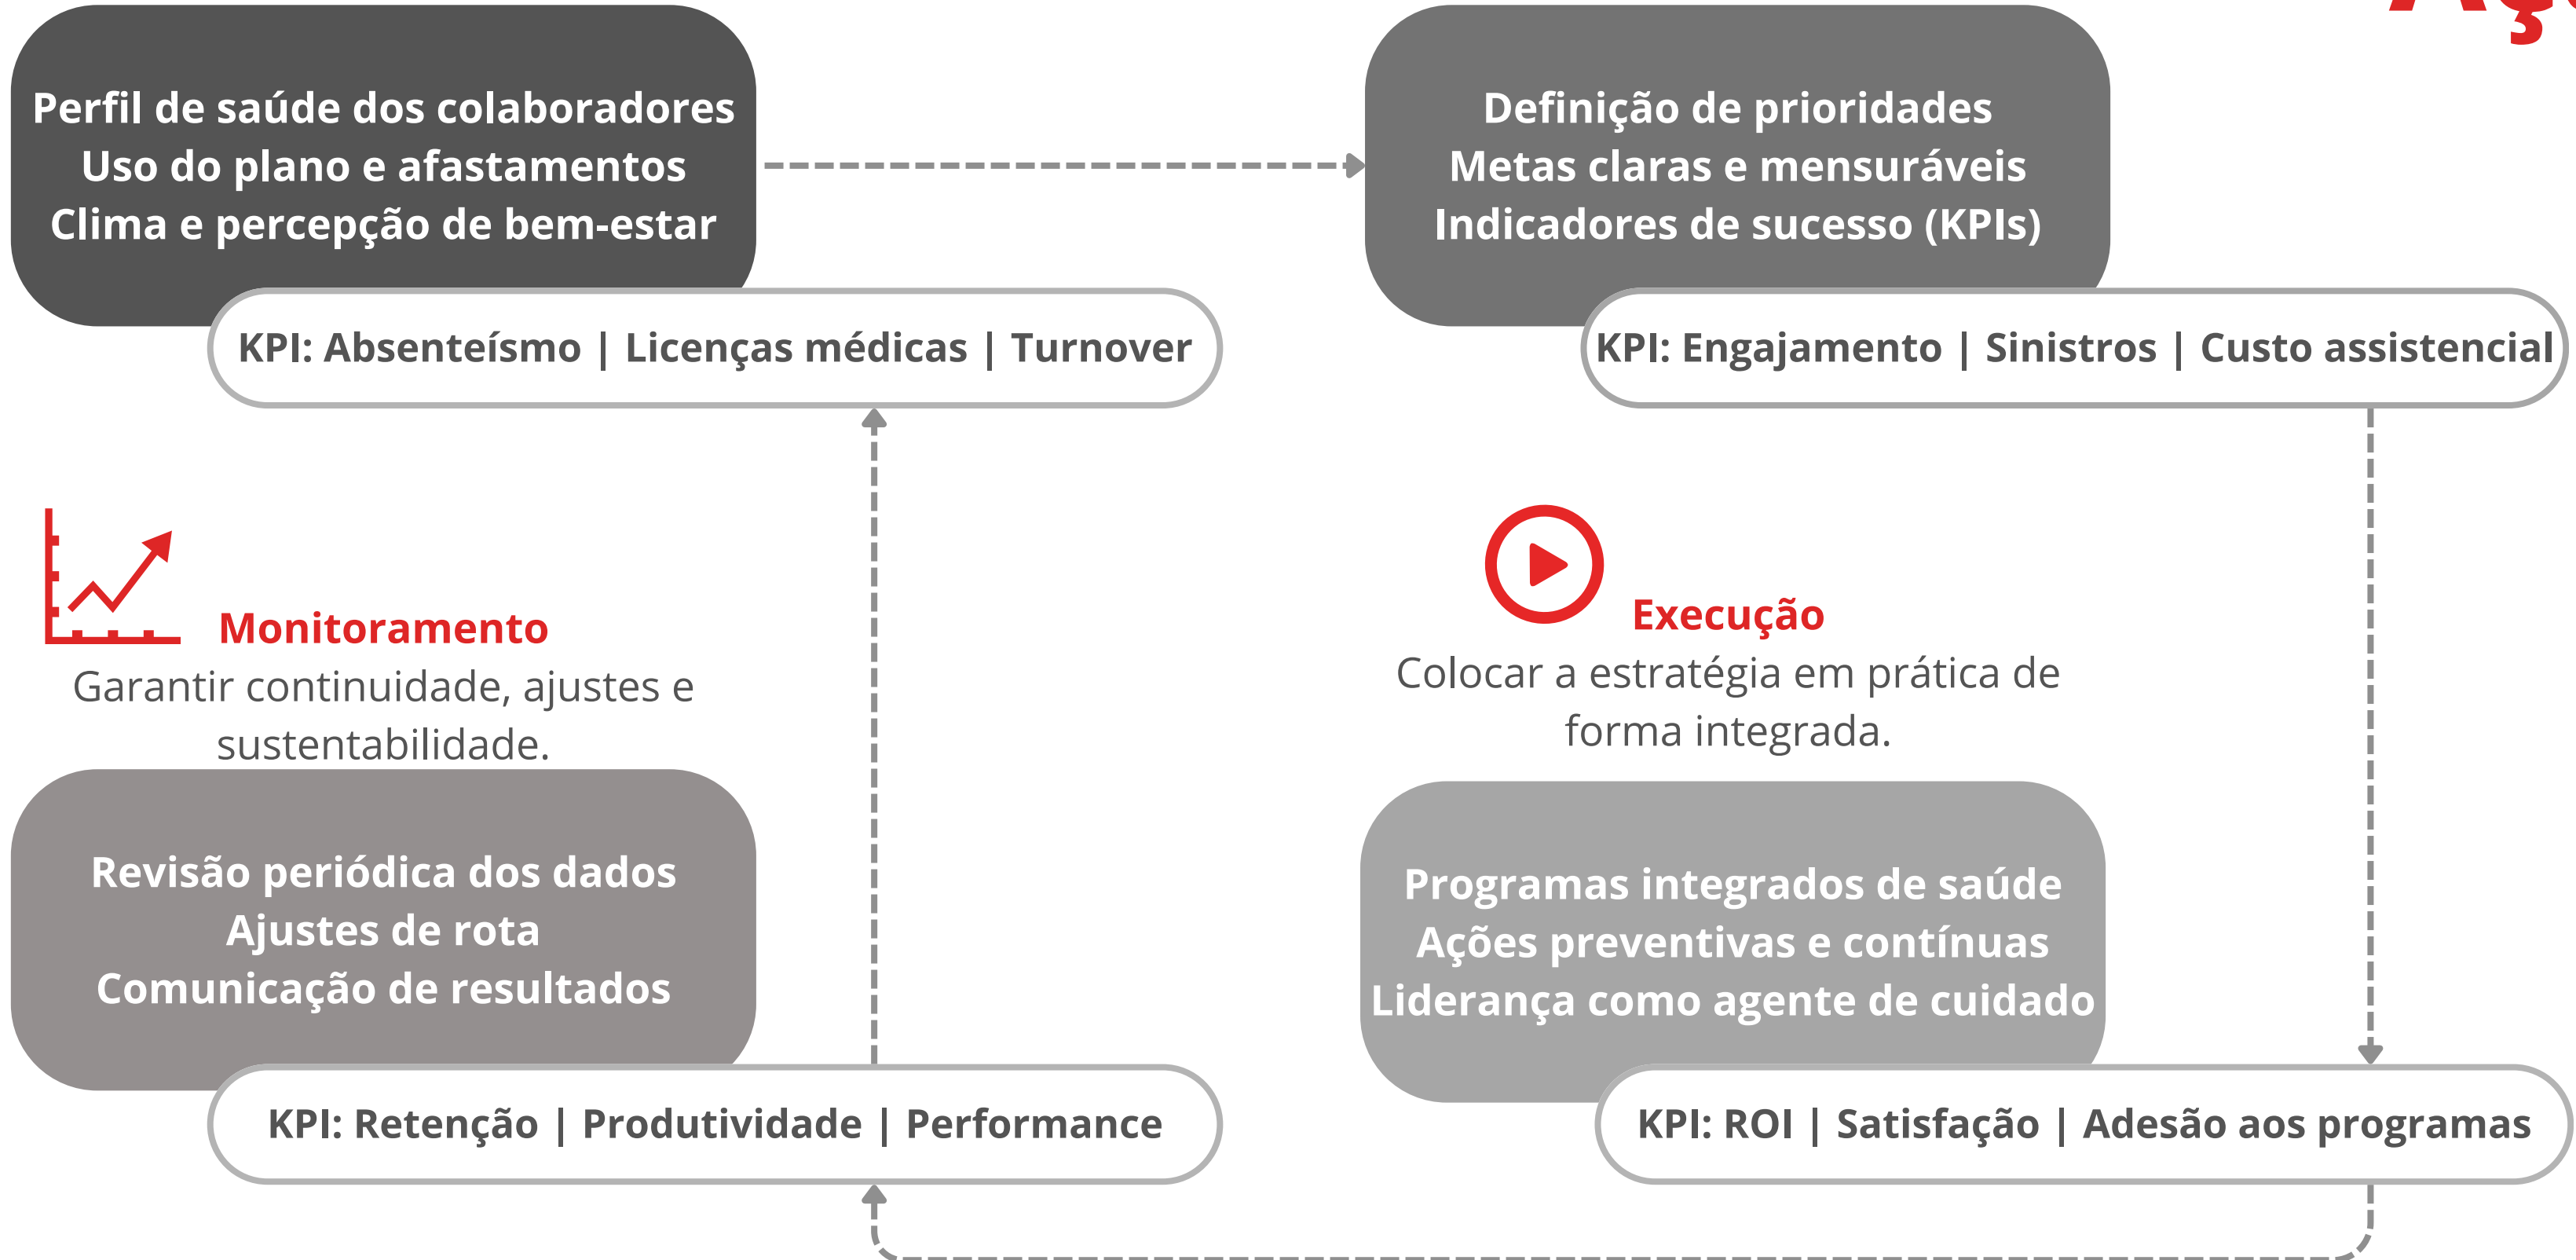 Perfil de saúde dos colaboradores
Uso do plano e afastamentos
Clima e percepção de bem-estar
KPI: Absenteísmo | Licenças médicas | Turnover
Definição de prioridades
Metas claras e mensuráveis
Indicadores de sucesso (KPIs)
KPI: Engajamento | Sinistros | Custo assistencial
Monitoramento
Garantir continuidade, ajustes e
sustentabilidade.
Revisão periódica dos dados
Ajustes de rota
Comunicação de resultados
KPI: Retenção | Produtividade | Performance
Execução
Colocar a estratégia em prática de
forma integrada.
Programas integrados de saúde
Ações preventivas e contínuas
Liderança como agente de cuidado
KPI: ROI | Satisfação | Adesão aos programas